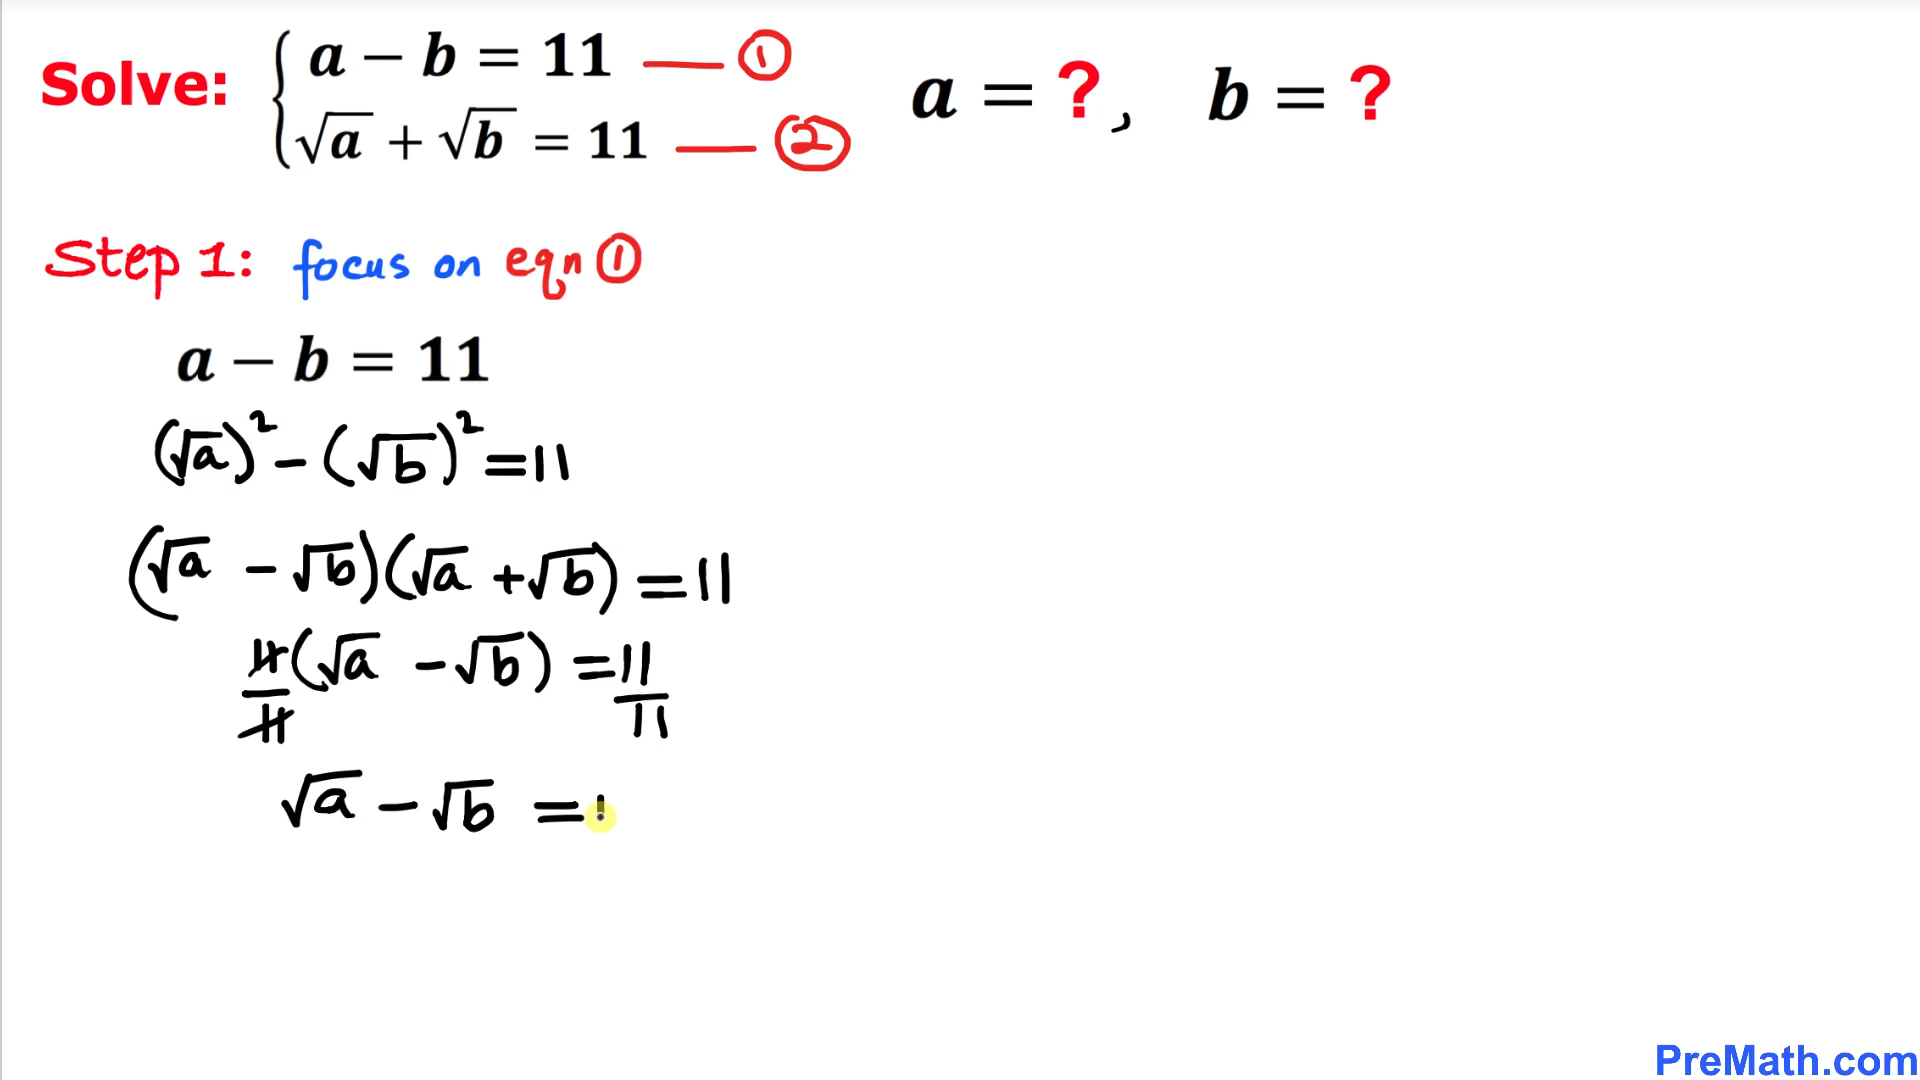 Solve:
a − b = 11 —— ①
√a + √b = 11 —— ②
a = ?, b = ?
Step 1: focus on eqn ①
a − b = 11
(√a)² − (√b)² = 11
(√a − √b)(√a + √b) = 11
11(√a − √b) = 11
11 11
√a − √b =
PreMath.com